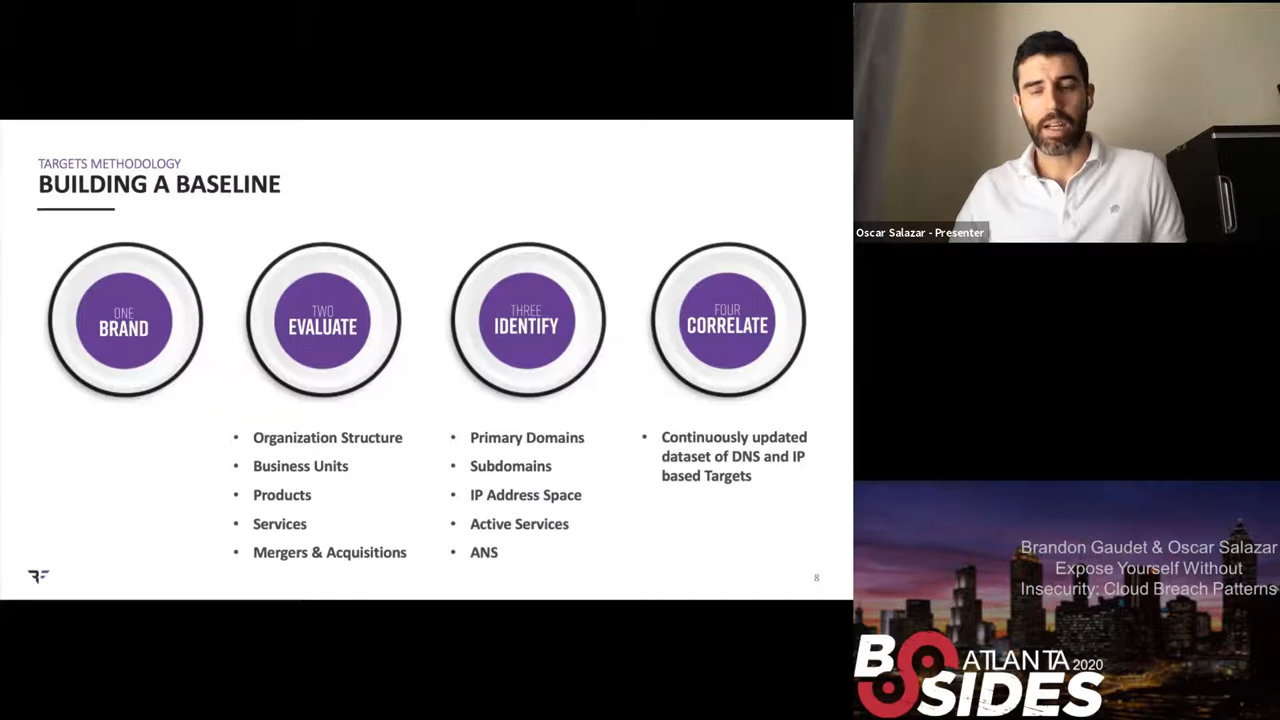 TARGETS METHODOLOGY
BUILDING A BASELINE
ONE
BRAND
TWO
EVALUATE
THREE
IDENTIFY
FOUR
CORRELATE
• Organization Structure
• Business Units
• Products
• Services
• Mergers & Acquisitions
• Primary Domains
• Subdomains
• IP Address Space
• Active Services
• ANS
• Continuously updated
dataset of DNS and IP
based Targets
8
Oscar Salazar - Presenter
Brandon Gaudet & Oscar Salazar
Expose Yourself Without
Insecurity: Cloud Breach Patterns
BSIDES
ATLANTA 2020